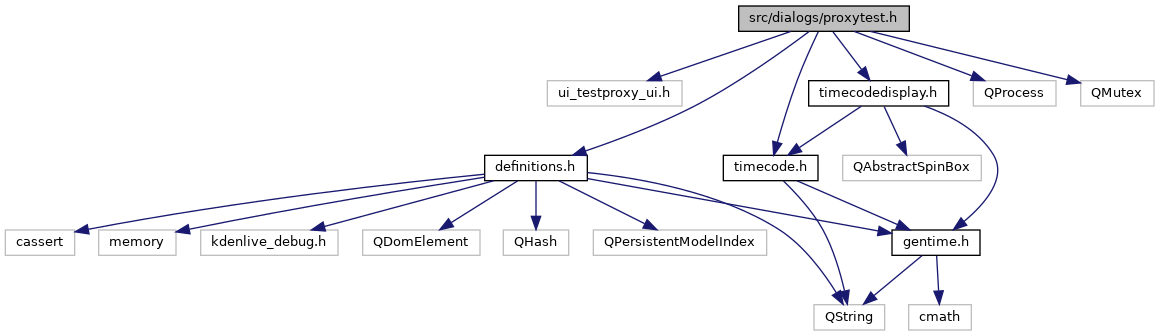 src/dialogs/proxytest.h
ui_testproxy_ui.h
timecodedisplay.h
QProcess
QMutex
definitions.h
timecode.h
QAbstractSpinBox
cassert
memory
kdenlive_debug.h
QDomElement
QHash
QPersistentModelIndex
gentime.h
QString
cmath